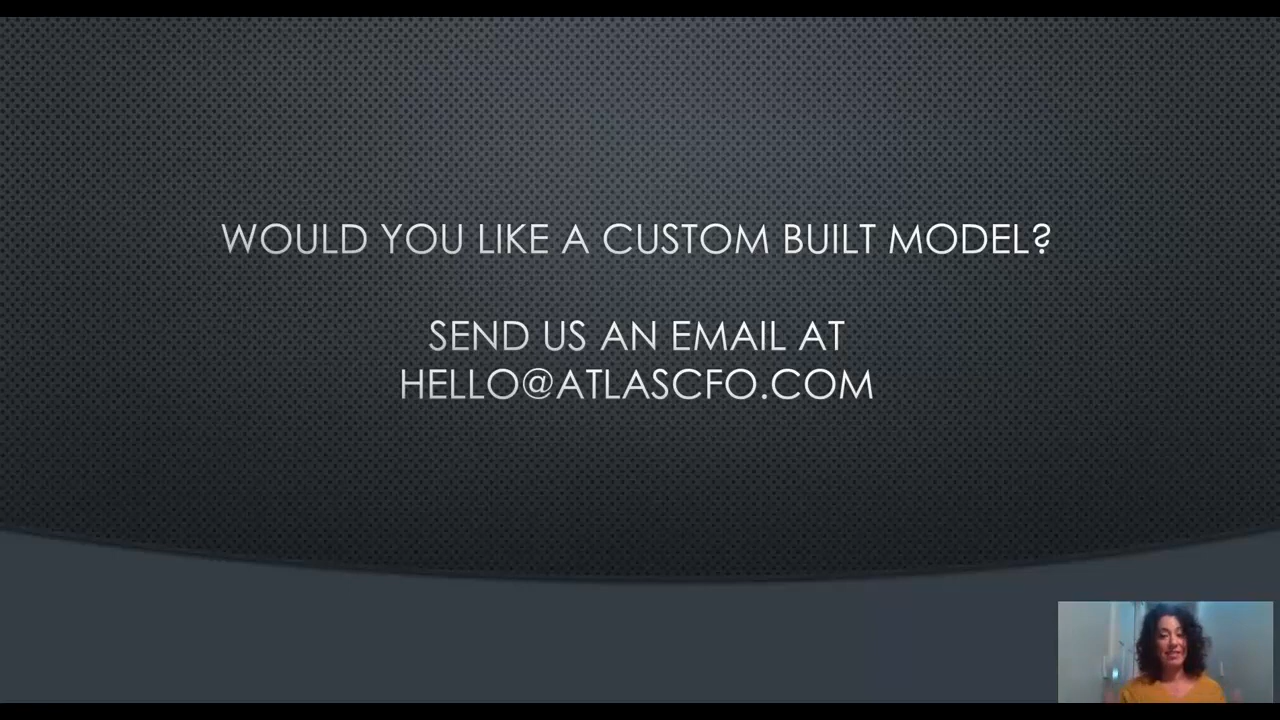 WOULD YOU LIKE A CUSTOM BUILT MODEL?
SEND US AN EMAIL AT
HELLO@ATLASCFO.COM